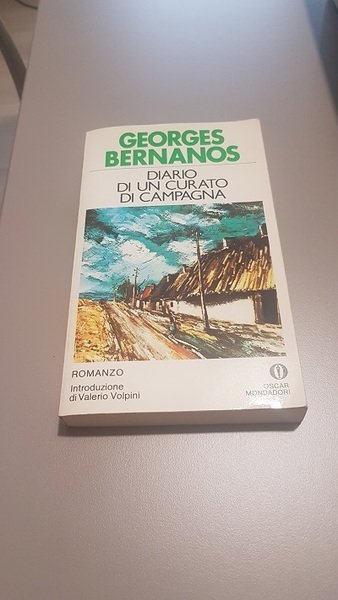 GEORGES
BERNANOS
DIARIO
DI UN CURATO
DI CAMPAGNA
ROMANZO
Introduzione
di Valerio Volpini
OSCAR
MONDADORI